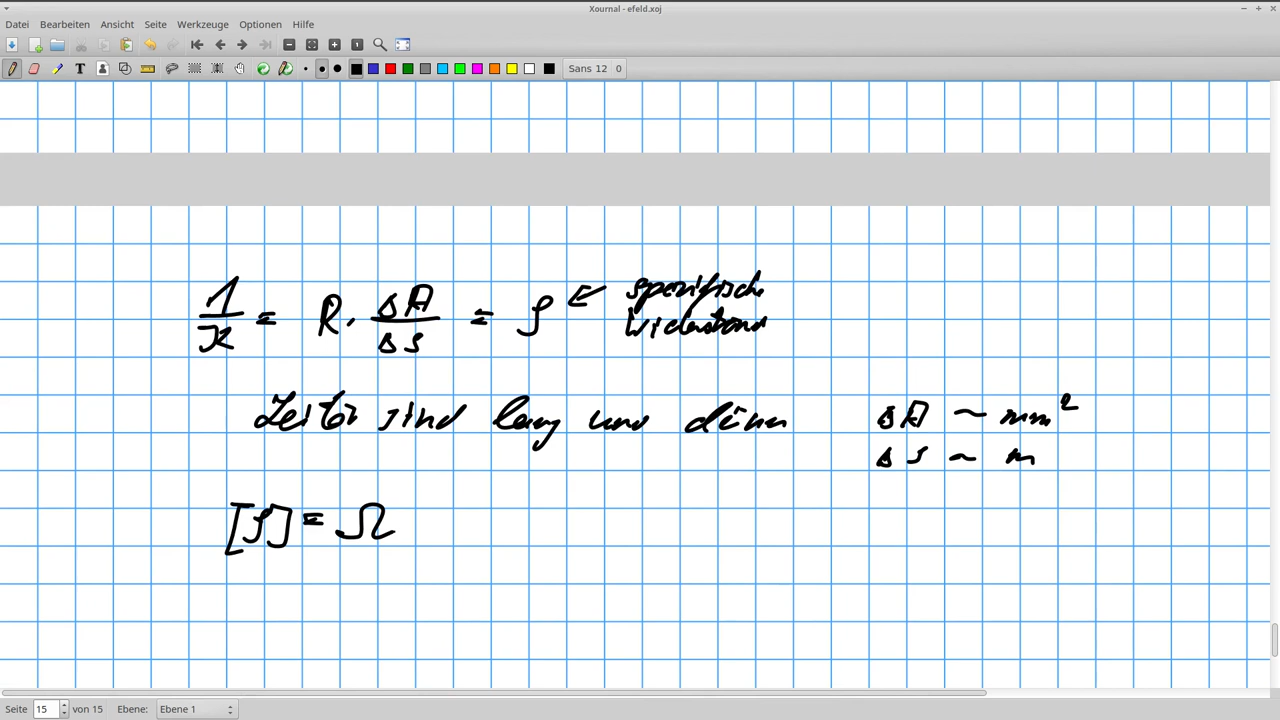 Xournal - efeld.xoj
Datei Bearbeiten Ansicht Seite Werkzeuge Optionen Hilfe
Sans 12 0
1/ϰ = R · ΔA/Δs = ρ ← spezifische
Widerstand
Leiter sind lang und dünn
ΔA ~ mm²
Δs ~ m
[ρ] = Ω
Seite 15 von 15 Ebene: Ebene 1